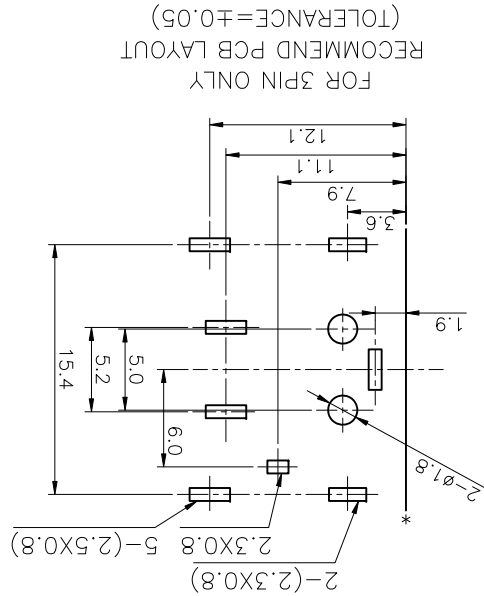 2-(2.3X0.8)
2.3X0.8
5-(2.5X0.8)
*
2-ø1.8
6.0
5.0
5.2
15.4
1.9
3.6
7.9
11.1
12.1
FOR 3PIN ONLY
RECOMMEND PCB LAYOUT
(TOLERANCE=±0.05)